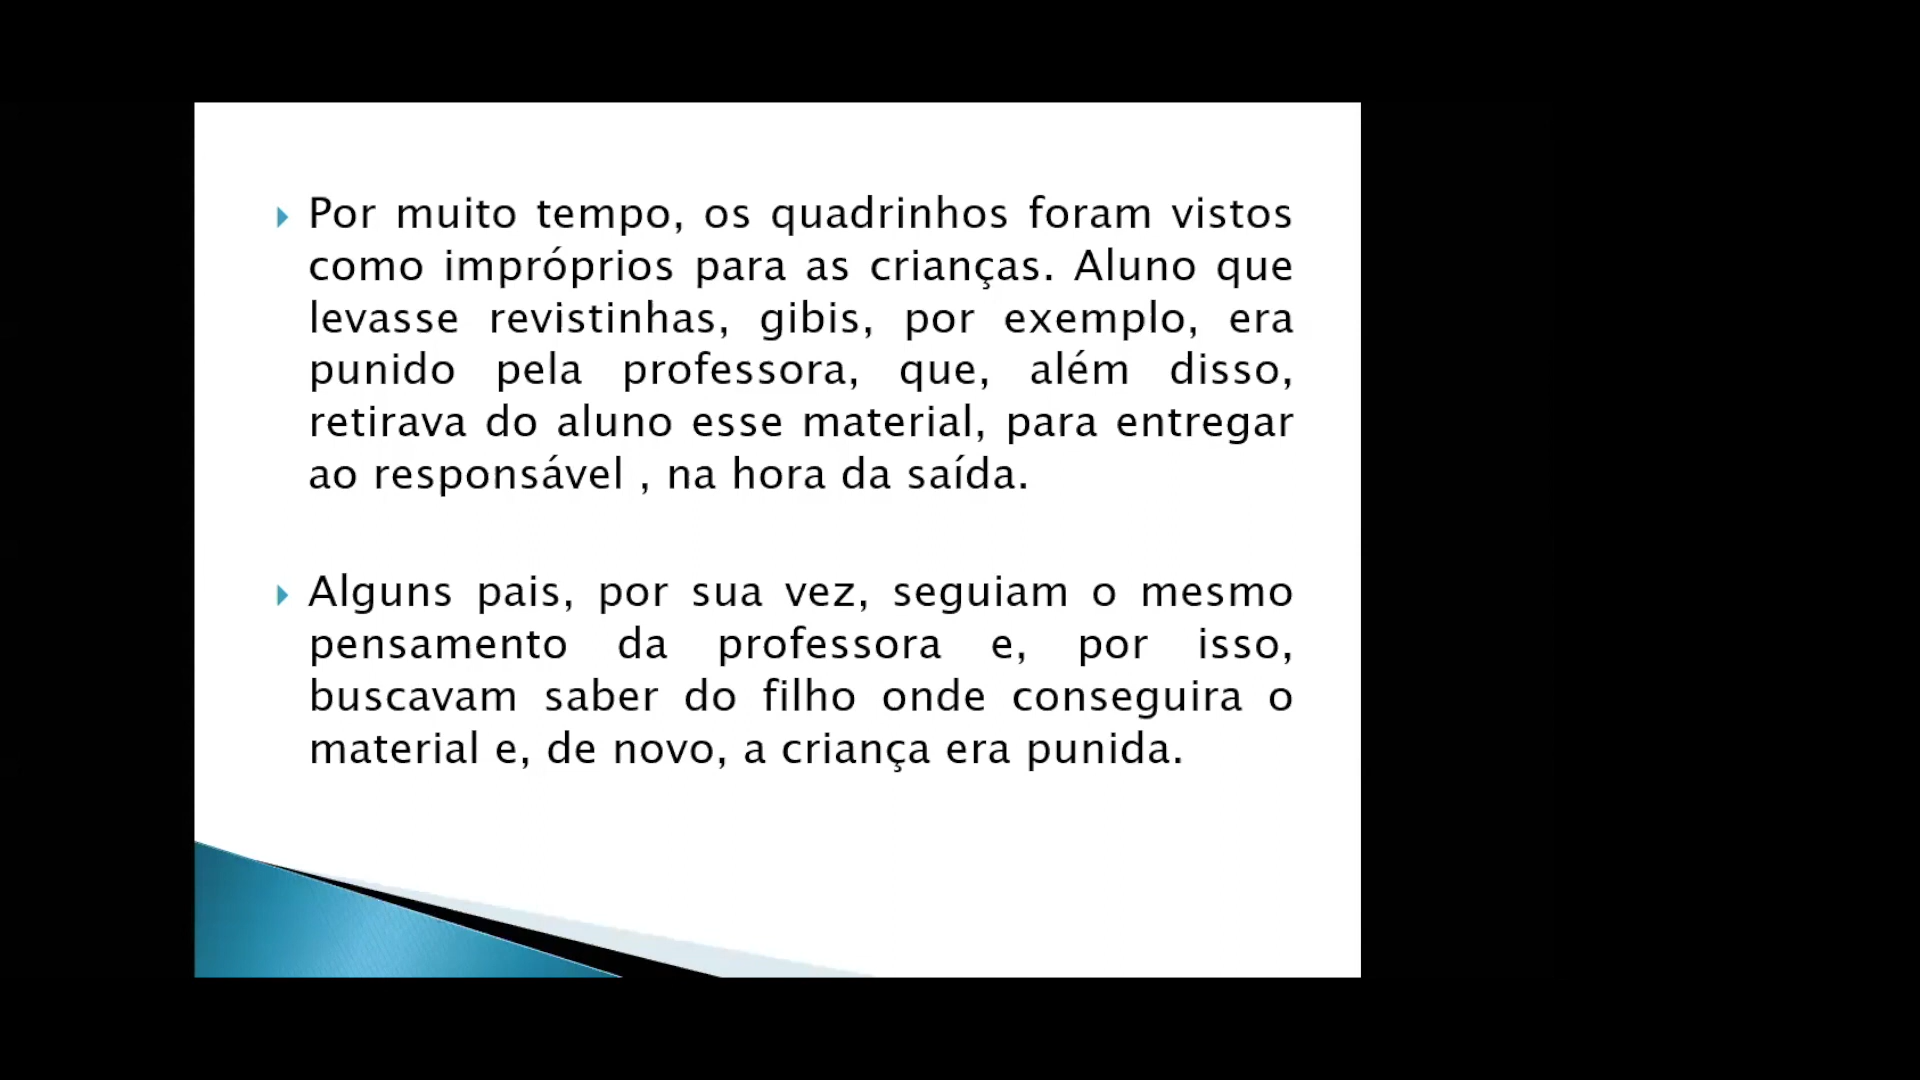 Por muito tempo, os quadrinhos foram vistos
como impróprios para as crianças. Aluno que
levasse revistinhas, gibis, por exemplo, era
punido pela professora, que, além disso,
retirava do aluno esse material, para entregar
ao responsável , na hora da saída.
Alguns pais, por sua vez, seguiam o mesmo
pensamento da professora e, por isso,
buscavam saber do filho onde conseguira o
material e, de novo, a criança era punida.